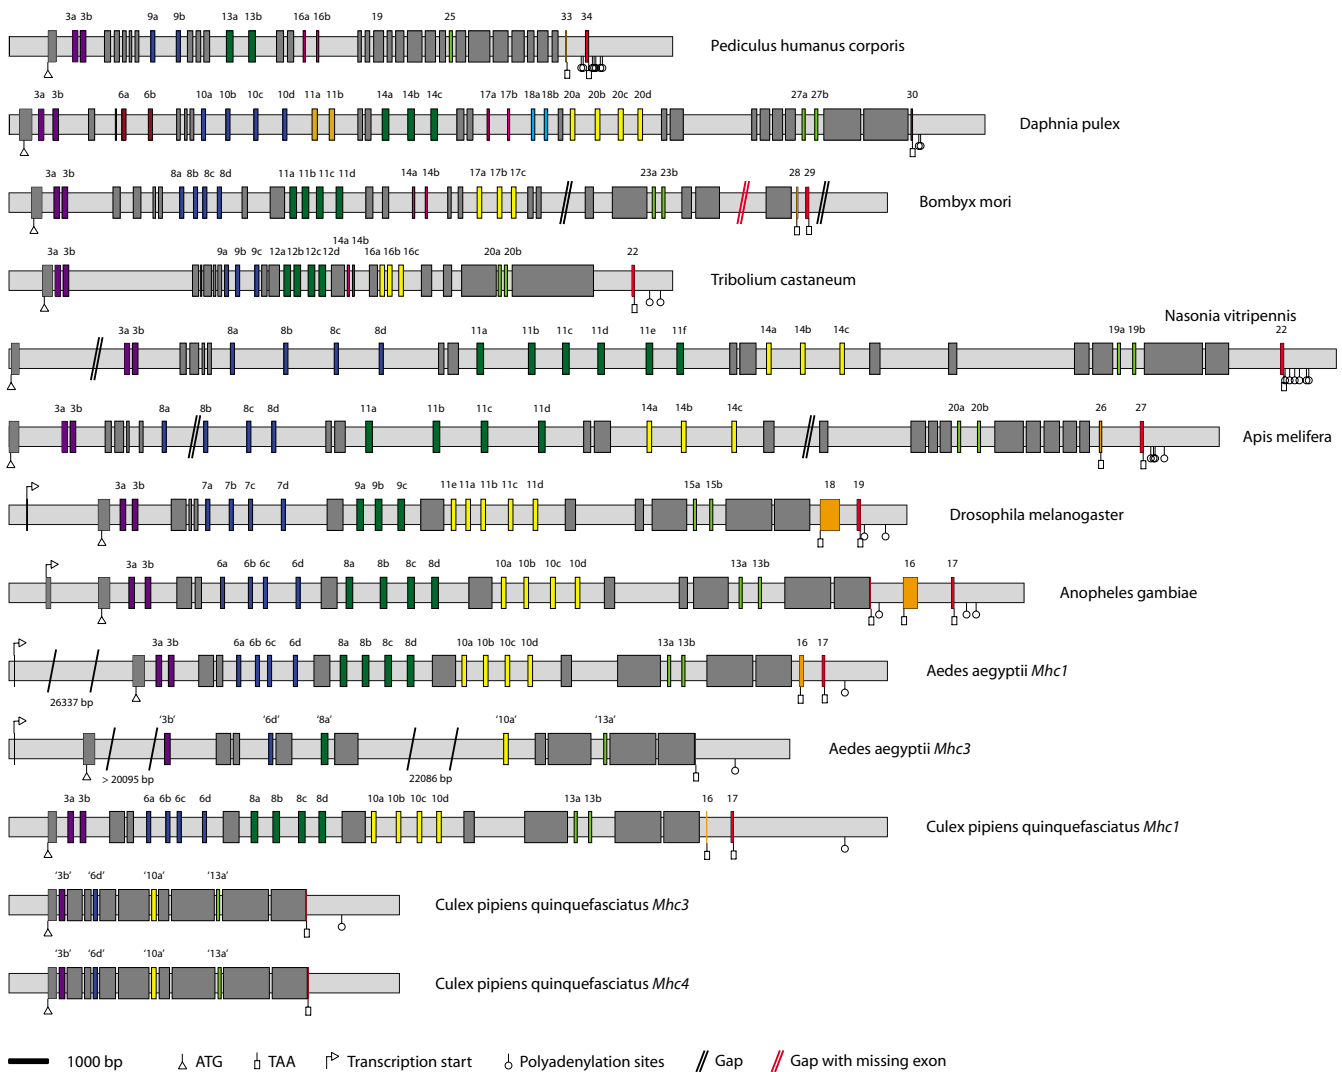 3a 3b 9a 9b 13a 13b 16a 16b 19 25 33 34
Pediculus humanus corporis
3a 3b 6a 6b 10a 10b 10c 10d 11a 11b 14a 14b 14c 17a 17b 18a 18b 20a 20b 20c 20d 27a 27b 30
Daphnia pulex
3a 3b 8a 8b 8c 8d 11a 11b 11c 11d 14a 14b 17a 17b 17c 23a 23b 28 29
Bombyx mori
3a 3b 9a 9b 9c 12a 12b 12c 12d 14a 14b 16a 16b 16c 20a 20b 22
Tribolium castaneum
Nasonia vitripennis
3a 3b 8a 8b 8c 8d 11a 11b 11c 11d 11e 11f 14a 14b 14c 19a 19b 22
3a 3b 8a 8b 8c 8d 11a 11b 11c 11d 14a 14b 14c 20a 20b 26 27
Apis melifera
3a 3b 7a 7b 7c 7d 9a 9b 9c 11e 11a 11b 11c 11d 15a 15b 18 19
Drosophila melanogaster
3a 3b 6a 6b 6c 6d 8a 8b 8c 8d 10a 10b 10c 10d 13a 13b 16 17
Anopheles gambiae
3a 3b 6a 6b 6c 6d 8a 8b 8c 8d 10a 10b 10c 10d 13a 13b 16 17
Aedes aegyptii Mhc1
26337 bp
'3b' '6d' '8a' '10a' '13a'
Aedes aegyptii Mhc3
> 20095 bp 22086 bp
3a 3b 6a 6b 6c 6d 8a 8b 8c 8d 10a 10b 10c 10d 13a 13b 16 17
Culex pipiens quinquefasciatus Mhc1
'3b' '6d' '10a' '13a'
Culex pipiens quinquefasciatus Mhc3
'3b' '6d' '10a' '13a'
Culex pipiens quinquefasciatus Mhc4
1000 bp ATG TAA Transcription start Polyadenylation sites Gap Gap with missing exon